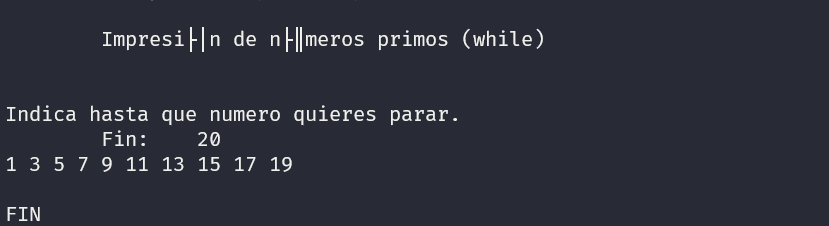 Impresi├│n de n├║meros primos (while)
Indica hasta que numero quieres parar.
Fin: 20
1 3 5 7 9 11 13 15 17 19
FIN